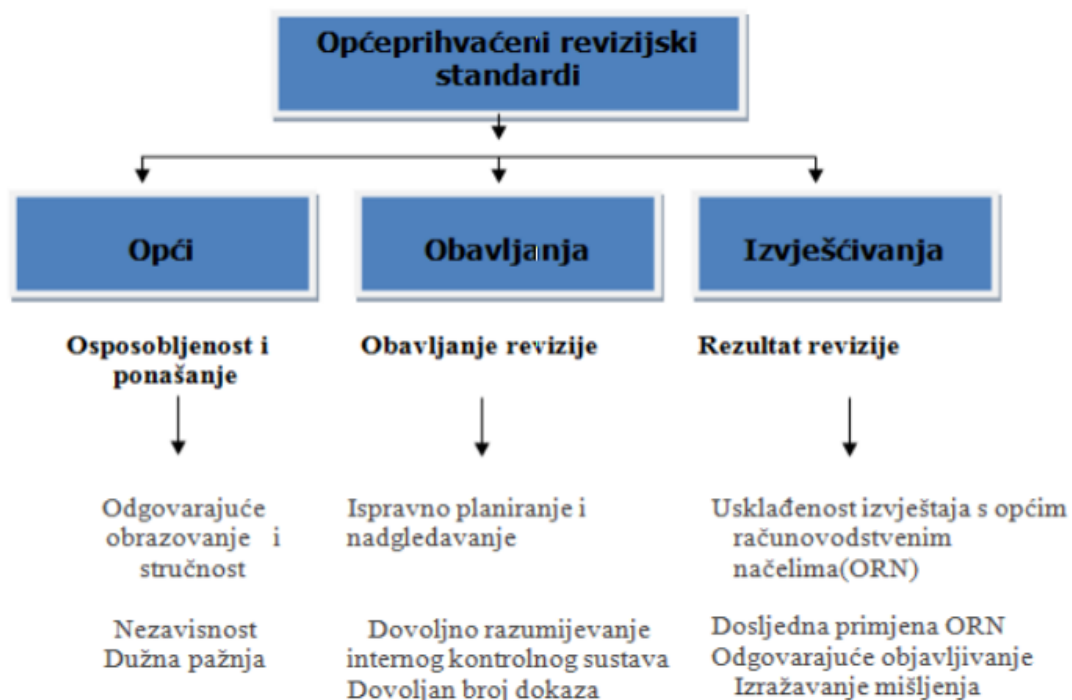 Općeprihvaćeni revizijski
standardi
Opći
Obavljanja
Izvješćivanja
Osposobljenost i
ponašanje
Obavljanje revizije
Rezultat revizije
Odgovarajuće
obrazovanje i
stručnost
Nezavisnost
Dužna pažnja
Ispravno planiranje i
nadgledavanje
Dovoljno razumijevanje
internog kontrolnog sustava
Dovoljan broj dokaza
Usklađenost izvještaja s općim
računovodstvenim
načelima(ORN)
Dosljedna primjena ORN
Odgovarajuće objavljivanje
Izražavanje mišljenja